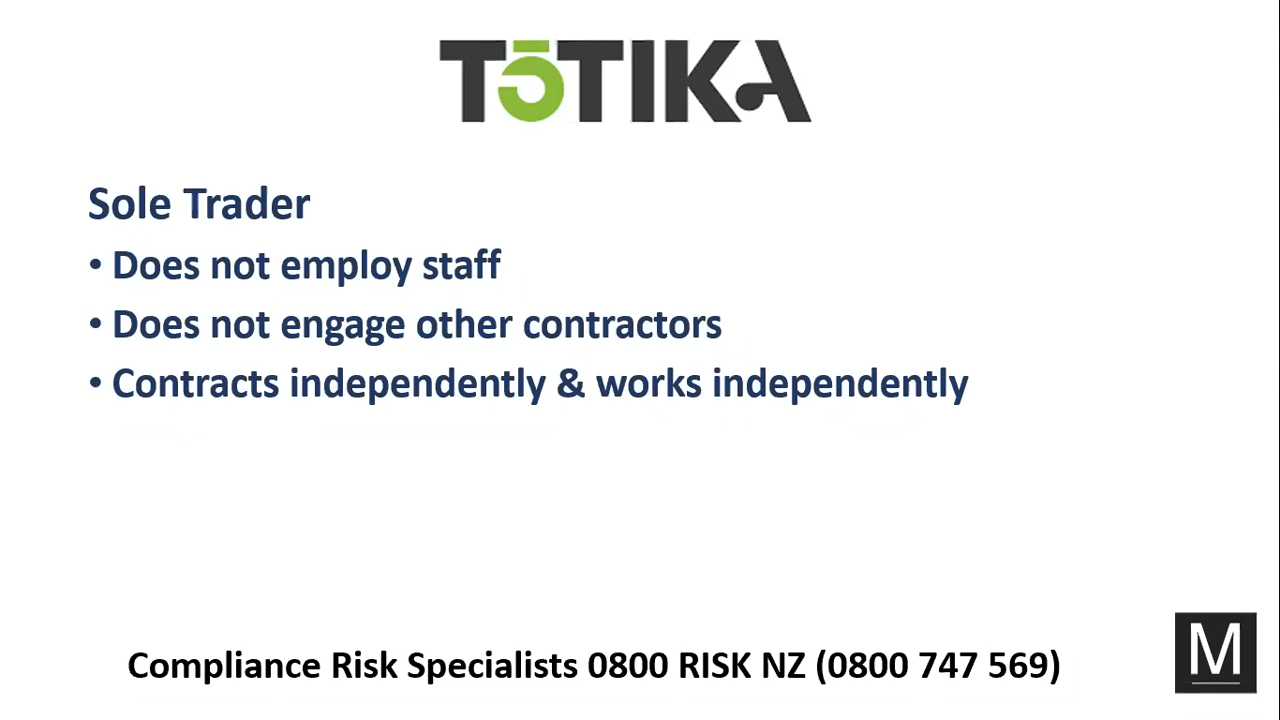 TōTIKA
Sole Trader
• Does not employ staff
• Does not engage other contractors
• Contracts independently & works independently
Compliance Risk Specialists 0800 RISK NZ (0800 747 569)
M